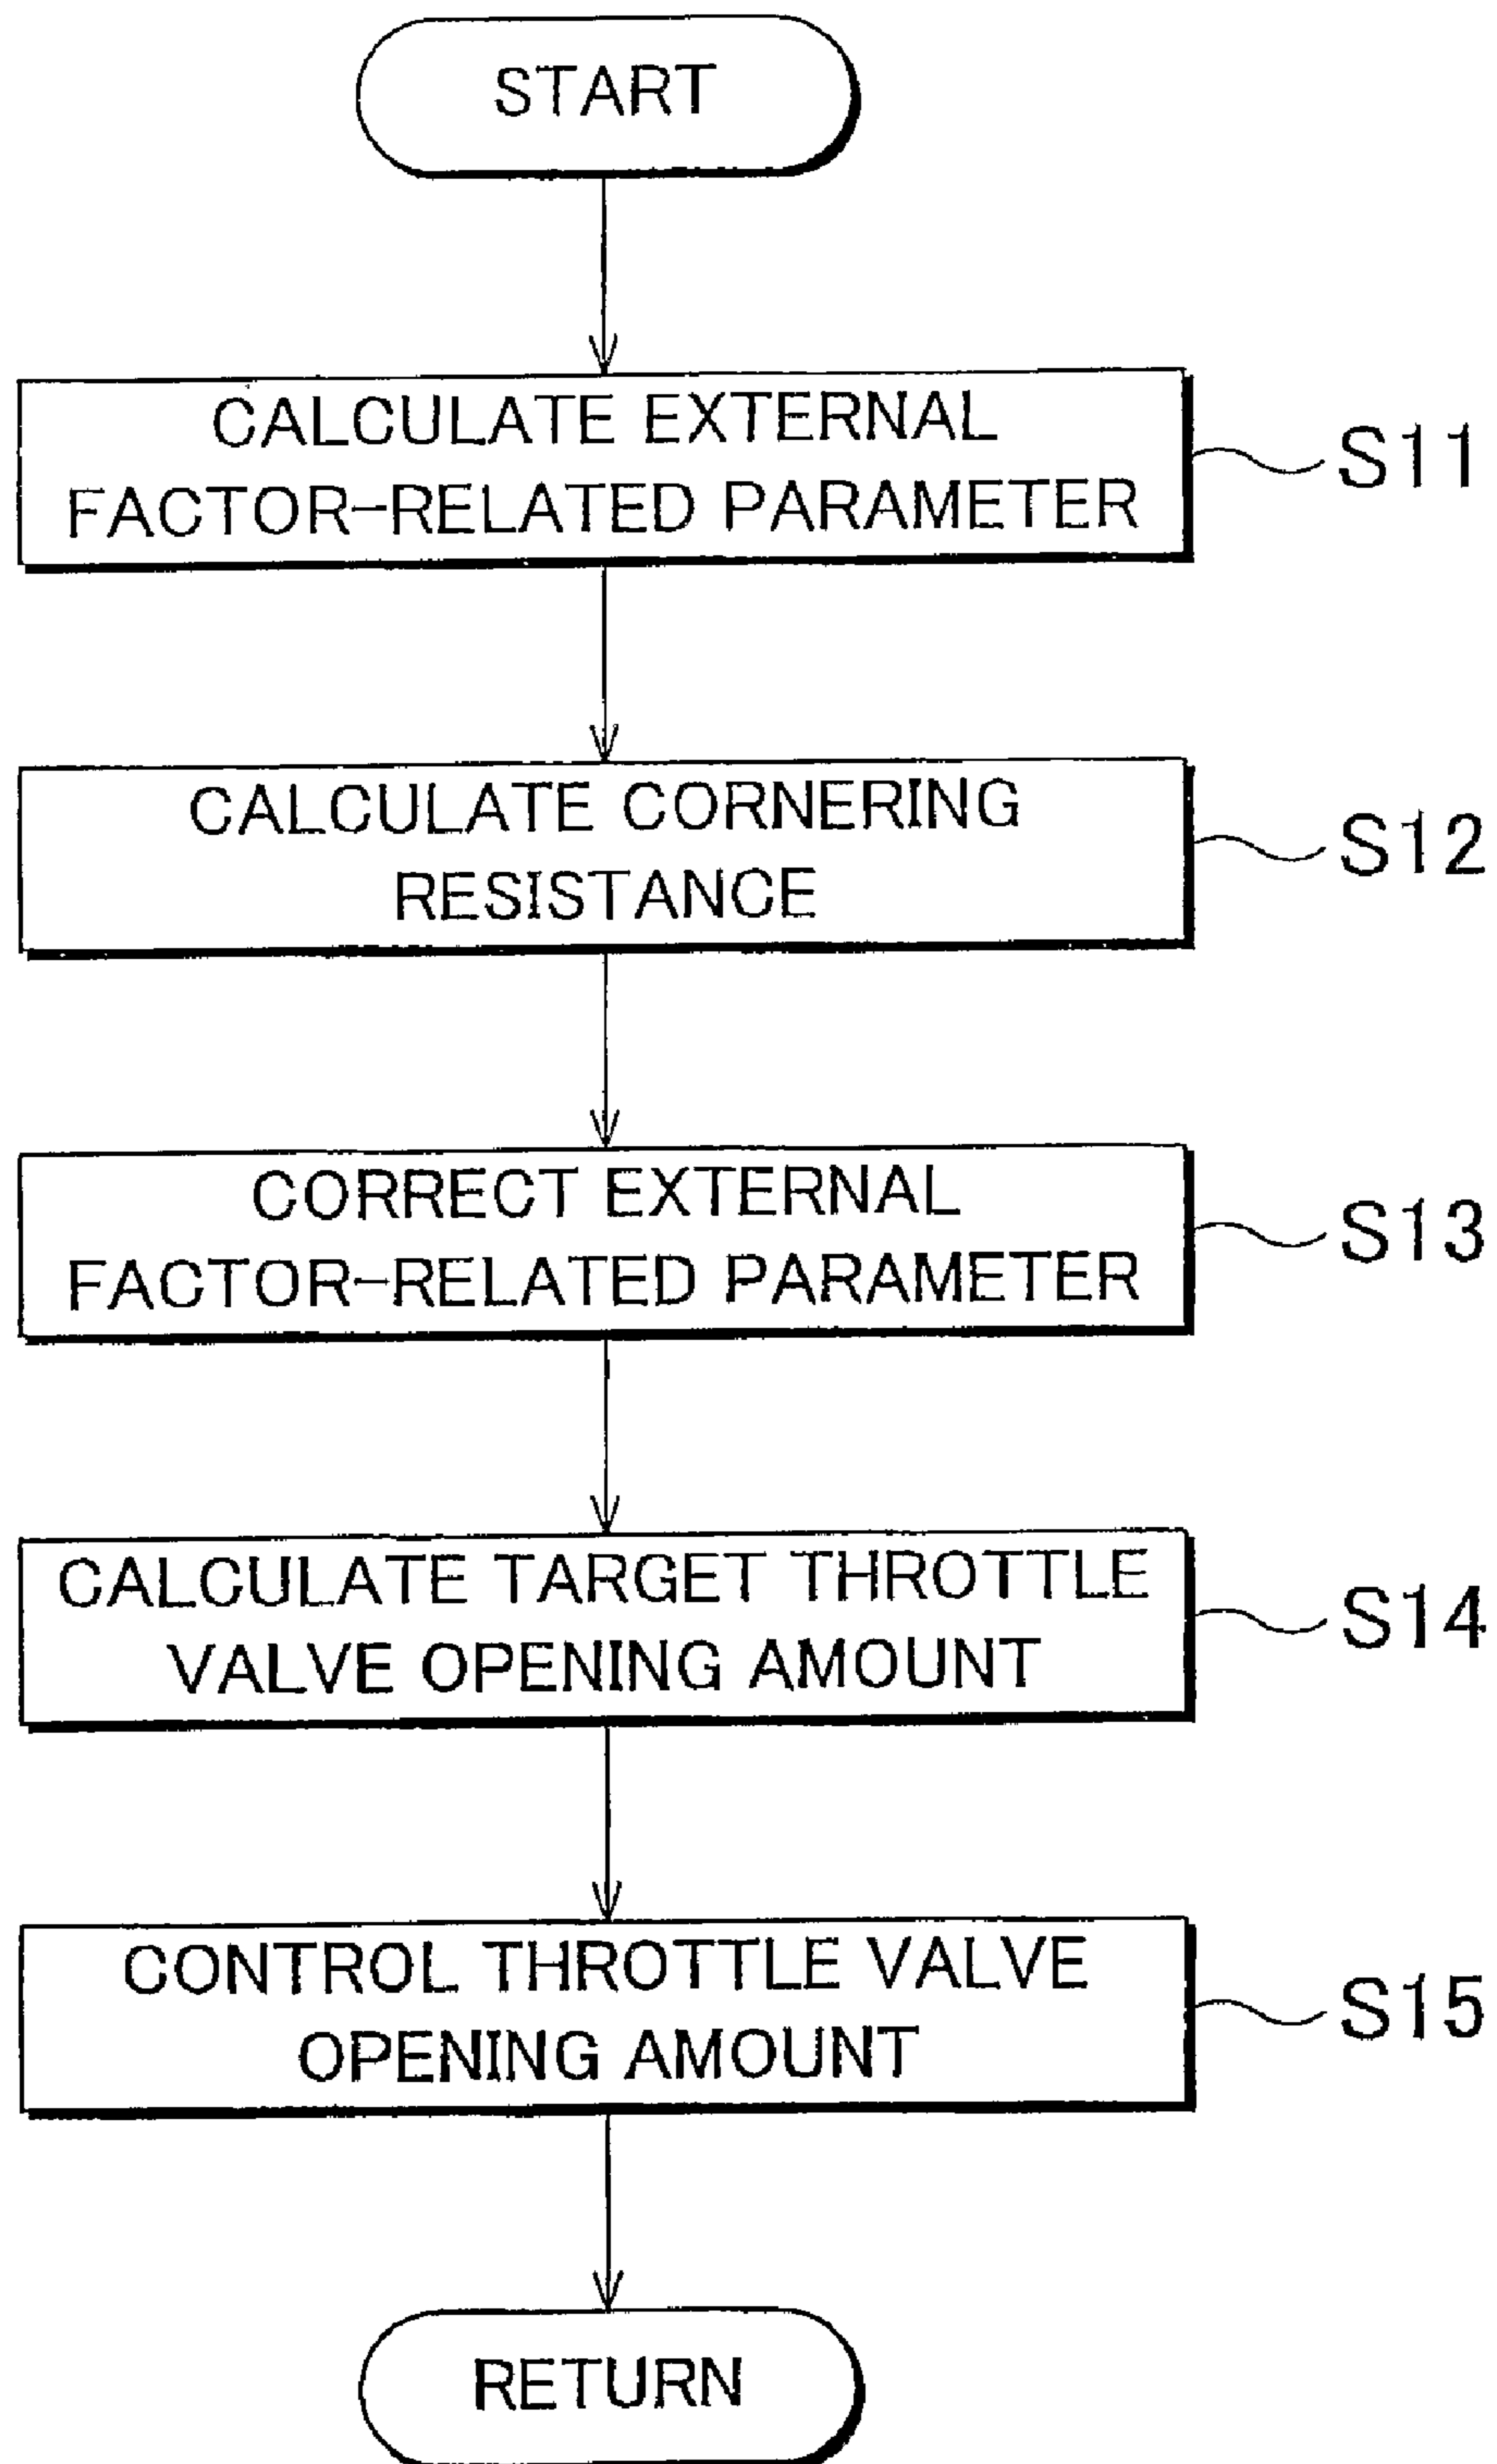 START
CALCULATE EXTERNAL
FACTOR-RELATED PARAMETER
S11
CALCULATE CORNERING
RESISTANCE
S12
CORRECT EXTERNAL
FACTOR-RELATED PARAMETER
S13
CALCULATE TARGET THROTTLE
VALVE OPENING AMOUNT
S14
CONTROL THROTTLE VALVE
OPENING AMOUNT
S15
RETURN